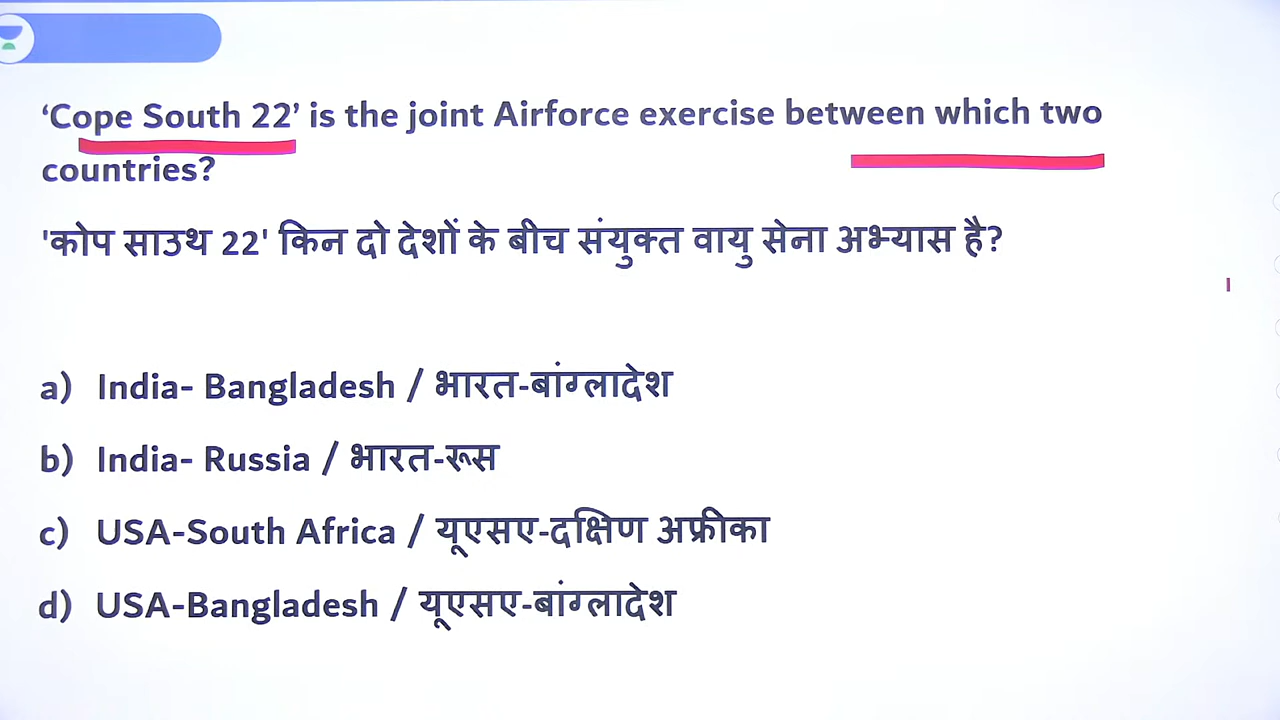 ‘Cope South 22’ is the joint Airforce exercise between which two
countries?
'कोप साउथ 22' किन दो देशों के बीच संयुक्त वायु सेना अभ्यास है?
a) India- Bangladesh / भारत-बांग्लादेश
b) India- Russia / भारत-रूस
c) USA-South Africa / यूएसए-दक्षिण अफ्रीका
d) USA-Bangladesh / यूएसए-बांग्लादेश